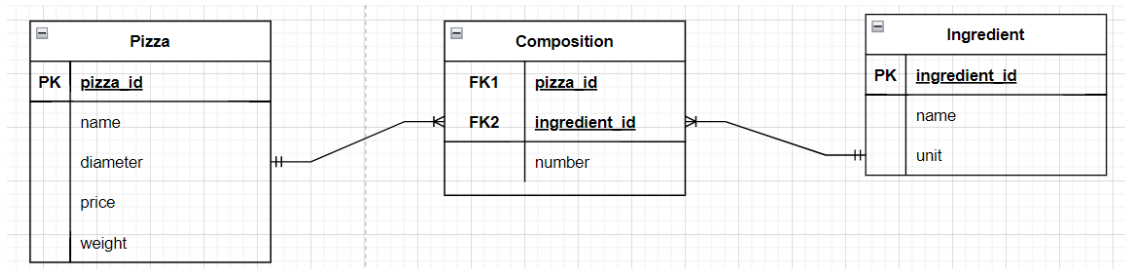 Pizza
PK pizza_id
name
diameter
price
weight
Composition
FK1 pizza_id
FK2 ingredient_id
number
Ingredient
PK ingredient_id
name
unit